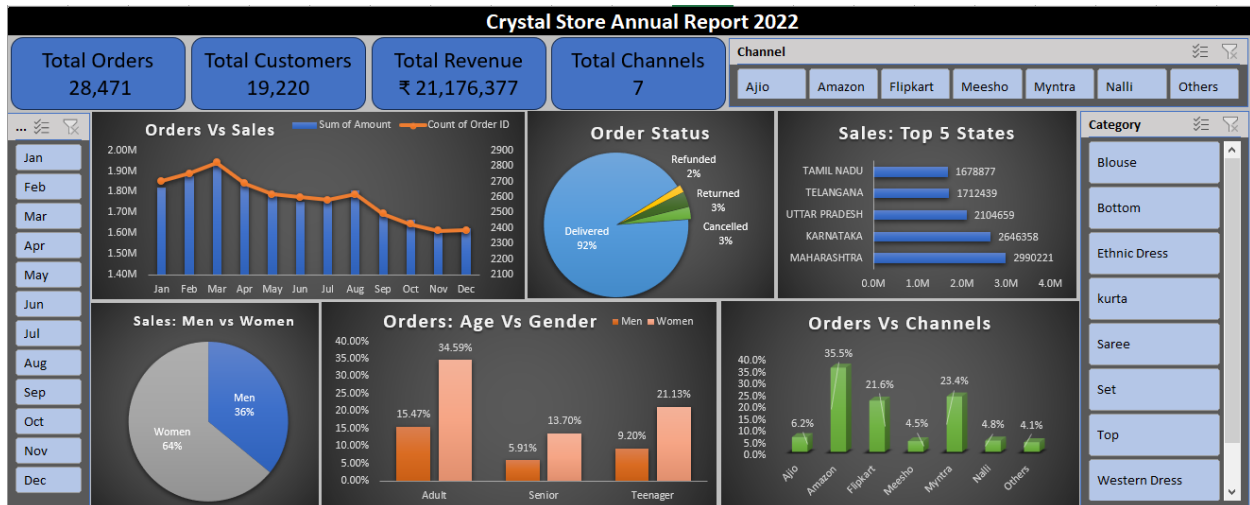 Crystal Store Annual Report 2022
Total Orders
28,471
Total Customers
19,220
Total Revenue
₹ 21,176,377
Total Channels
7
Channel
Ajio
Amazon
Flipkart
Meesho
Myntra
Nalli
Others
...
Jan
Feb
Mar
Apr
May
Jun
Jul
Aug
Sep
Oct
Nov
Dec
Orders Vs Sales
Sum of Amount
Count of Order ID
2.00M
1.90M
1.80M
1.70M
1.60M
1.50M
1.40M
2900
2800
2700
2600
2500
2400
2300
2200
2100
Jan Feb Mar Apr May Jun Jul Aug Sep Oct Nov Dec
Order Status
Refunded
2%
Returned
3%
Cancelled
3%
Delivered
92%
Sales: Top 5 States
TAMIL NADU 1678877
TELANGANA 1712439
UTTAR PRADESH 2104659
KARNATAKA 2646358
MAHARASHTRA 2990221
0.0M 1.0M 2.0M 3.0M 4.0M
Category
Blouse
Bottom
Ethnic Dress
kurta
Saree
Set
Top
Western Dress
Sales: Men vs Women
Men
36%
Women
64%
Orders: Age Vs Gender
Men
Women
40.00%
35.00%
30.00%
25.00%
20.00%
15.00%
10.00%
5.00%
0.00%
15.47%
34.59%
5.91%
13.70%
9.20%
21.13%
Adult Senior Teenager
Orders Vs Channels
40.0%
35.0%
30.0%
25.0%
20.0%
15.0%
10.0%
5.0%
0.0%
6.2%
35.5%
21.6%
4.5%
23.4%
4.8%
4.1%
Ajio
Amazon
Flipkart
Meesho
Myntra
Nalli
Others